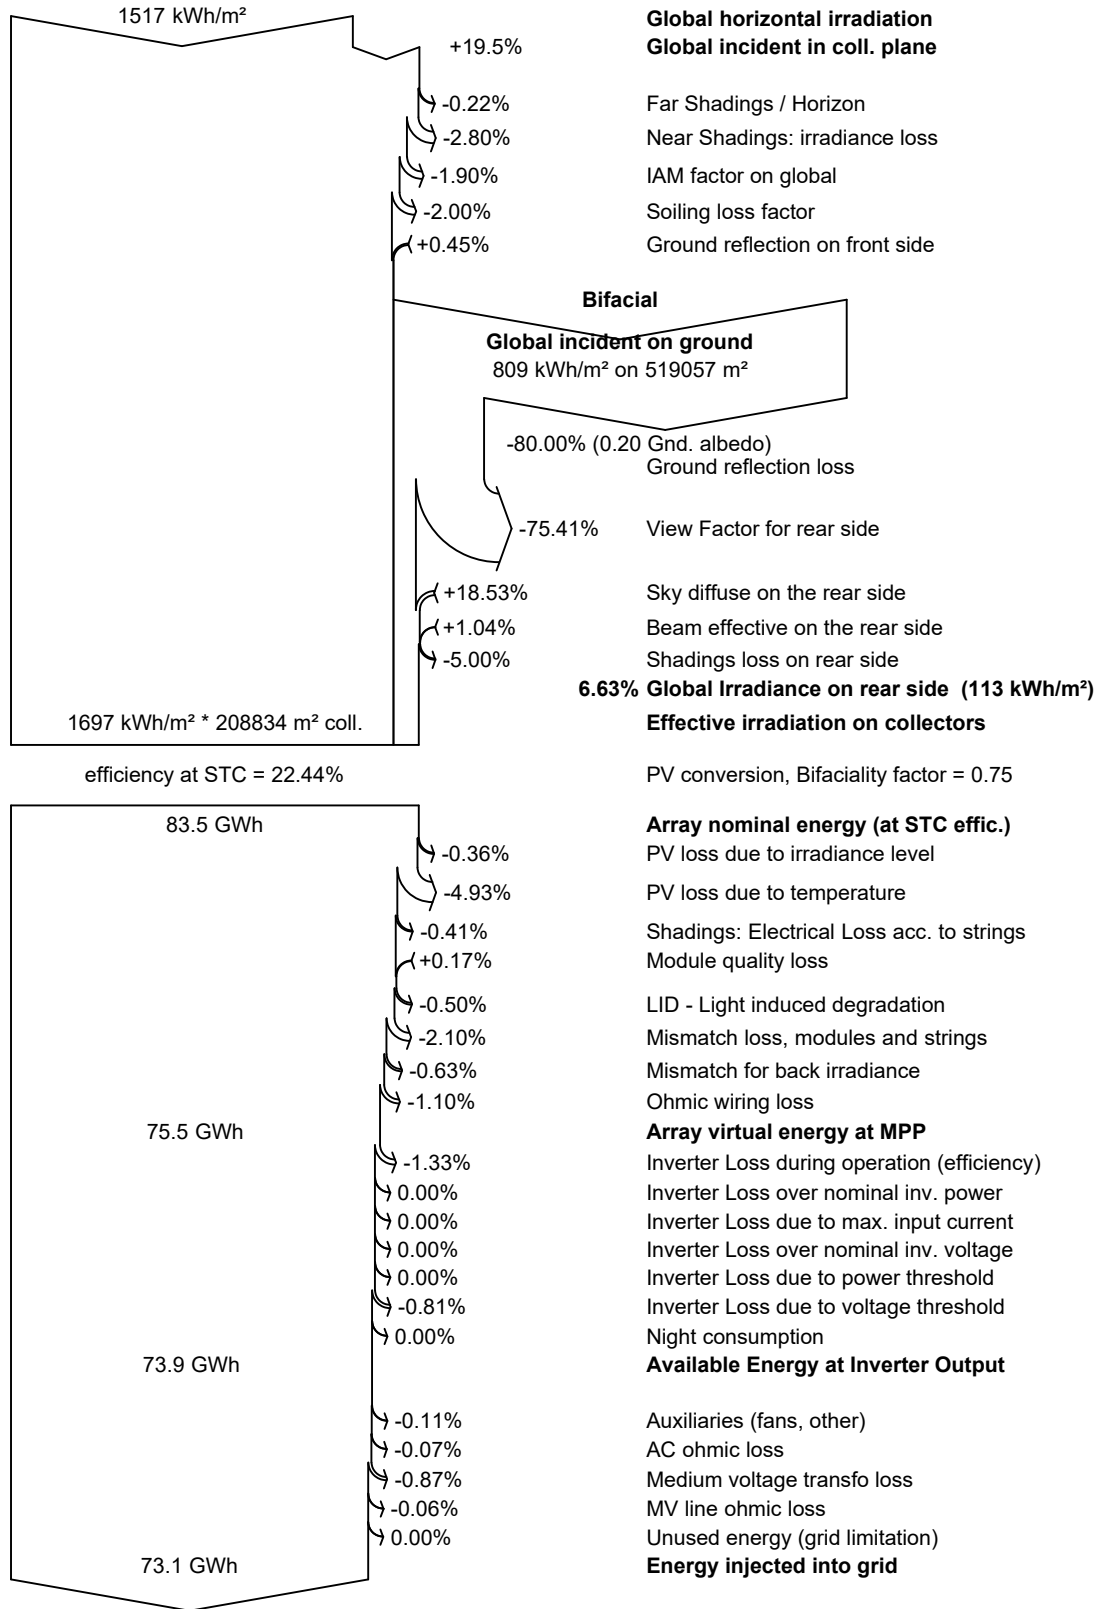 1517 kWh/m² Global horizontal irradiation
+19.5% Global incident in coll. plane
-0.22% Far Shadings / Horizon
-2.80% Near Shadings: irradiance loss
-1.90% IAM factor on global
-2.00% Soiling loss factor
+0.45% Ground reflection on front side
Bifacial
Global incident on ground
809 kWh/m² on 519057 m²
-80.00% (0.20 Gnd. albedo)
Ground reflection loss
-75.41% View Factor for rear side
+18.53% Sky diffuse on the rear side
+1.04% Beam effective on the rear side
-5.00% Shadings loss on rear side
6.63% Global Irradiance on rear side (113 kWh/m²)
1697 kWh/m² * 208834 m² coll. Effective irradiation on collectors
efficiency at STC = 22.44% PV conversion, Bifaciality factor = 0.75
83.5 GWh Array nominal energy (at STC effic.)
-0.36% PV loss due to irradiance level
-4.93% PV loss due to temperature
-0.41% Shadings: Electrical Loss acc. to strings
+0.17% Module quality loss
-0.50% LID - Light induced degradation
-2.10% Mismatch loss, modules and strings
-0.63% Mismatch for back irradiance
-1.10% Ohmic wiring loss
75.5 GWh Array virtual energy at MPP
-1.33% Inverter Loss during operation (efficiency)
0.00% Inverter Loss over nominal inv. power
0.00% Inverter Loss due to max. input current
0.00% Inverter Loss over nominal inv. voltage
0.00% Inverter Loss due to power threshold
-0.81% Inverter Loss due to voltage threshold
0.00% Night consumption
73.9 GWh Available Energy at Inverter Output
-0.11% Auxiliaries (fans, other)
-0.07% AC ohmic loss
-0.87% Medium voltage transfo loss
-0.06% MV line ohmic loss
0.00% Unused energy (grid limitation)
73.1 GWh Energy injected into grid